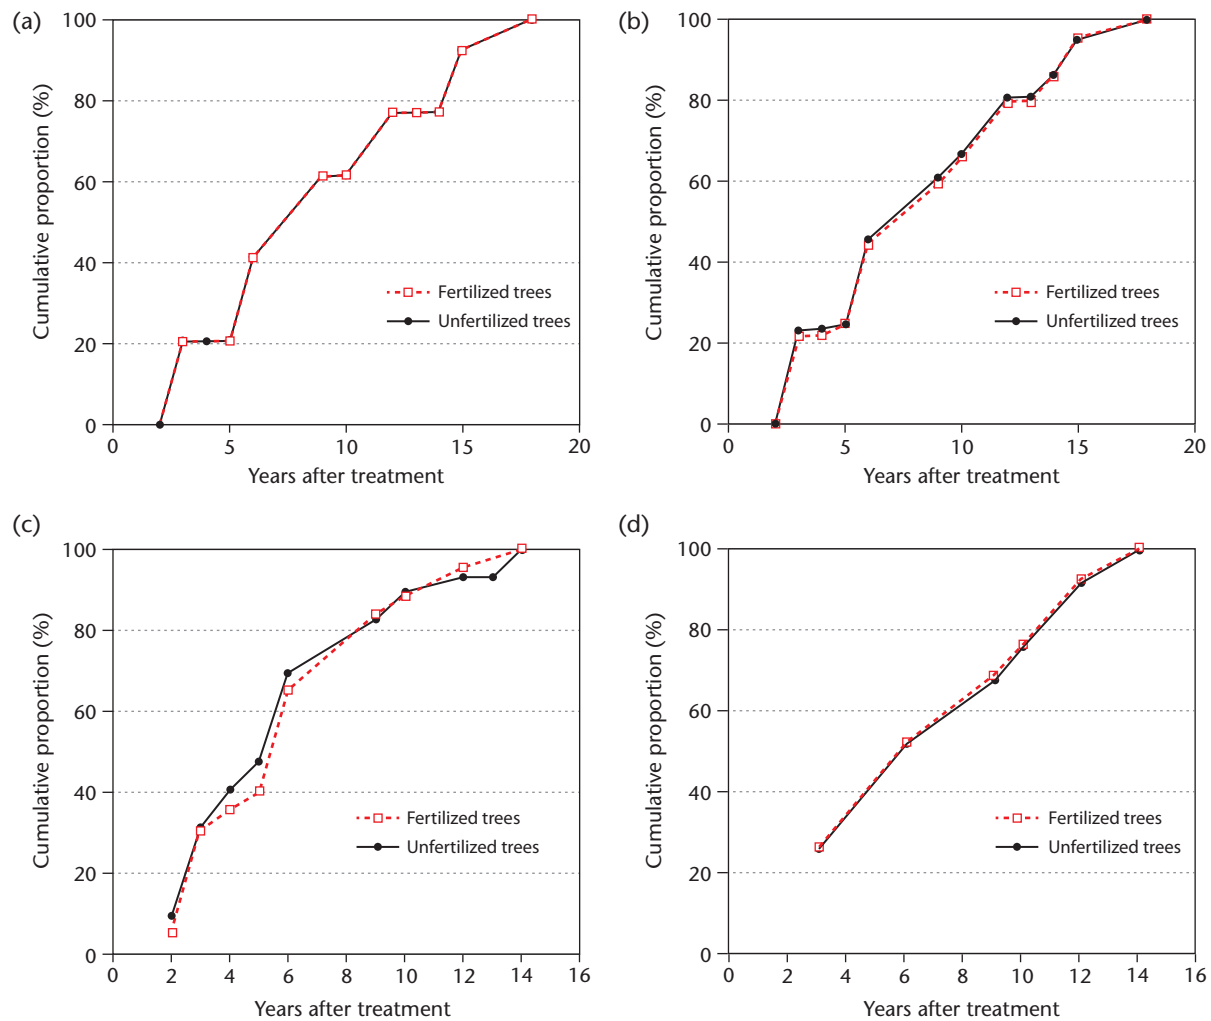 (a)
100
80
60
40
20
0
Cumulative proportion (%)
Fertilized trees
Unfertilized trees
0 5 10 15 20
Years after treatment
(b)
100
80
60
40
20
0
Cumulative proportion (%)
Fertilized trees
Unfertilized trees
0 5 10 15 20
Years after treatment
(c)
100
80
60
40
20
0
Cumulative proportion (%)
Fertilized trees
Unfertilized trees
0 2 4 6 8 10 12 14 16
Years after treatment
(d)
100
80
60
40
20
0
Cumulative proportion (%)
Fertilized trees
Unfertilized trees
0 2 4 6 8 10 12 14 16
Years after treatment